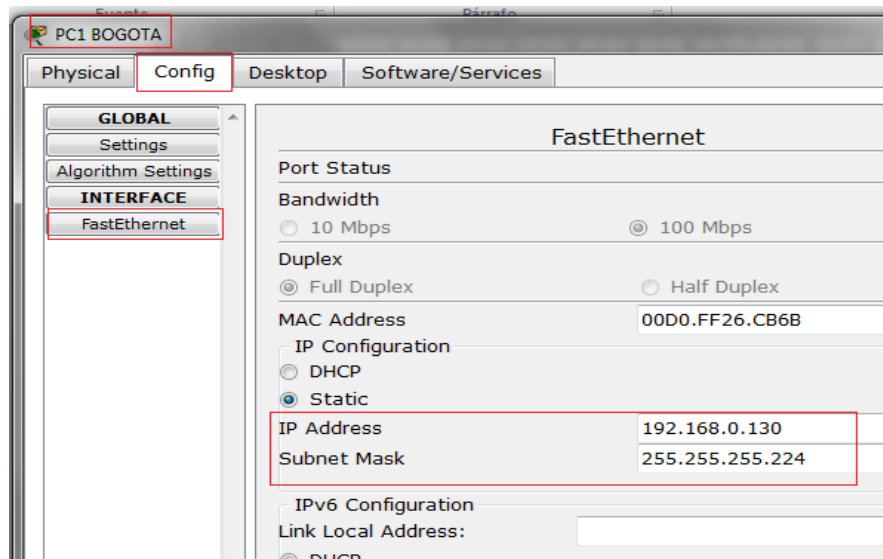 Fuente Párrafo
PC1 BOGOTA
Physical Config Desktop Software/Services
GLOBAL
Settings
Algorithm Settings
INTERFACE
FastEthernet
FastEthernet
Port Status
Bandwidth
10 Mbps 100 Mbps
Duplex
Full Duplex Half Duplex
MAC Address 00D0.FF26.CB6B
IP Configuration
DHCP
Static
IP Address 192.168.0.130
Subnet Mask 255.255.255.224
IPv6 Configuration
Link Local Address:
DHCP